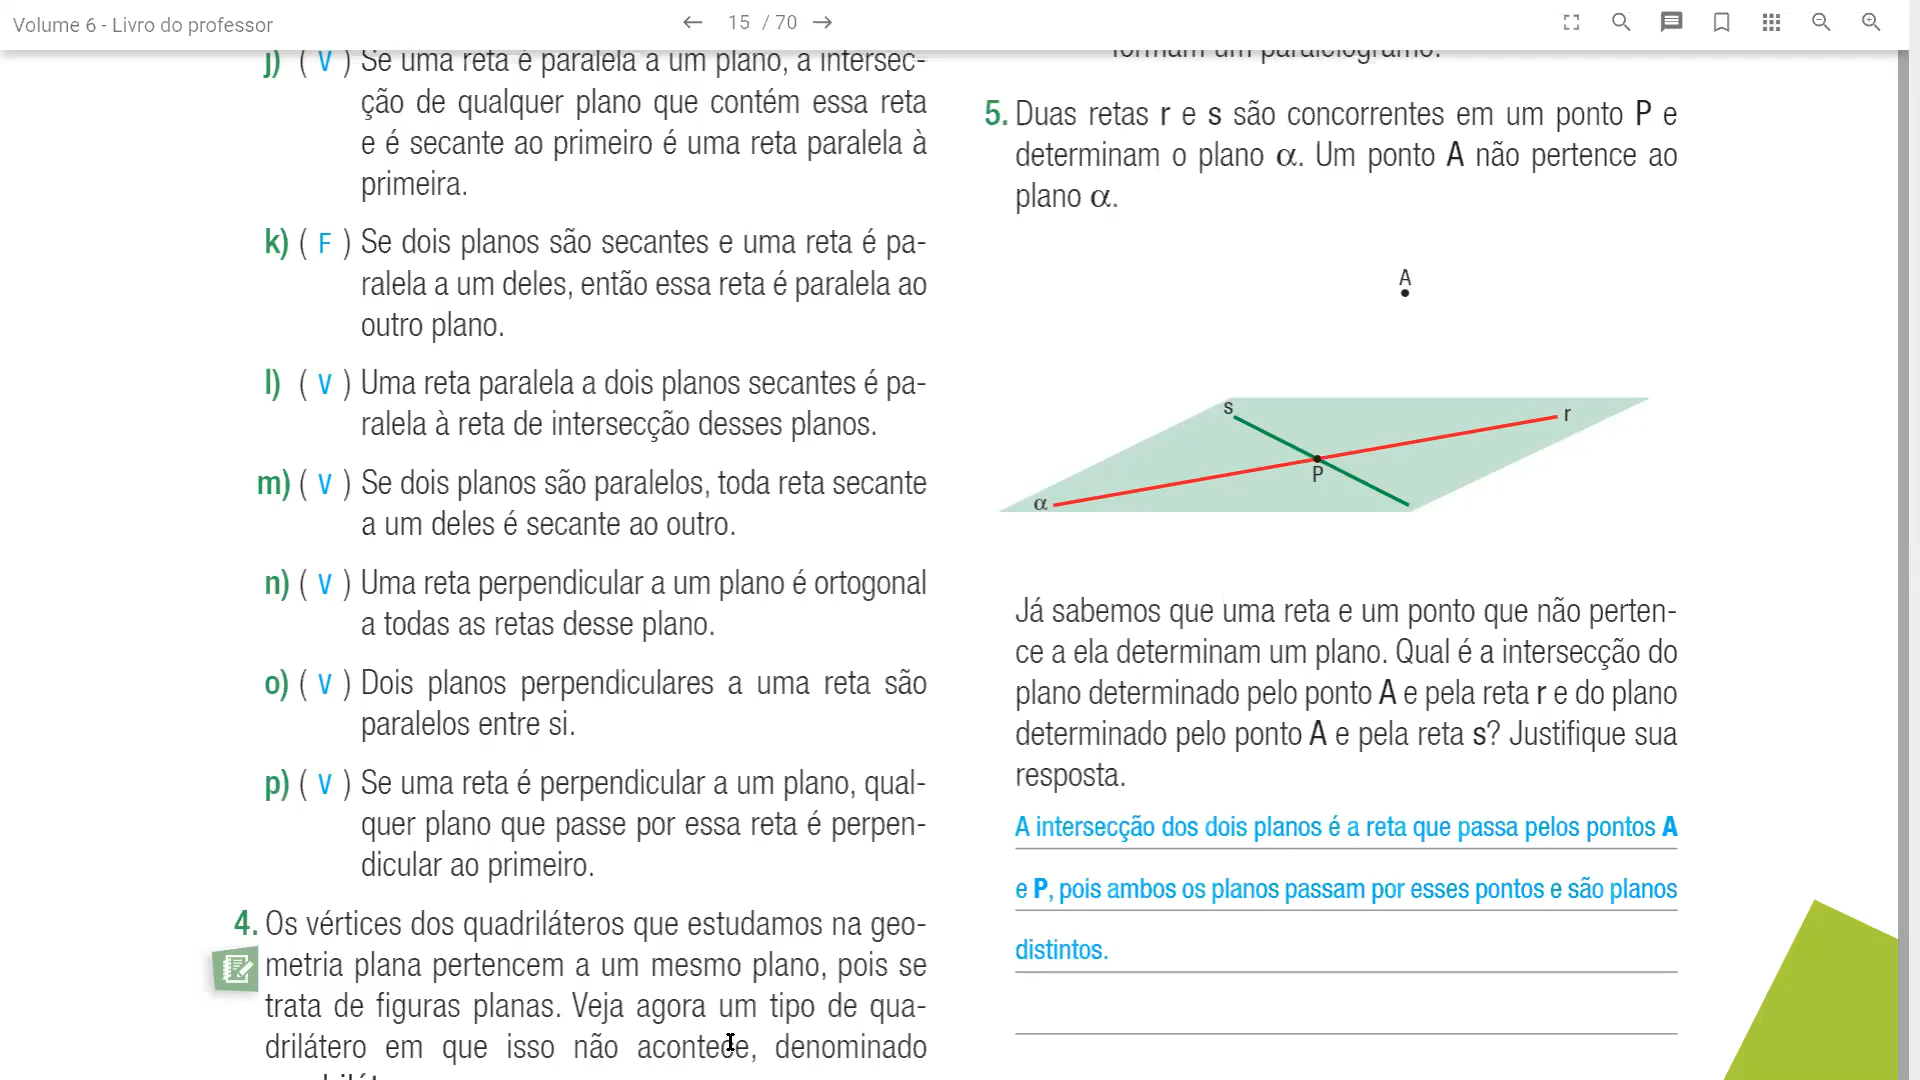 Volume 6 - Livro do professor
15 / 70
j) ( V ) Se uma reta é paralela a um plano, a intersec-
ção de qualquer plano que contém essa reta
e é secante ao primeiro é uma reta paralela à
primeira.
k) ( F ) Se dois planos são secantes e uma reta é pa-
ralela a um deles, então essa reta é paralela ao
outro plano.
l) ( V ) Uma reta paralela a dois planos secantes é pa-
ralela à reta de intersecção desses planos.
m) ( V ) Se dois planos são paralelos, toda reta secante
a um deles é secante ao outro.
n) ( V ) Uma reta perpendicular a um plano é ortogonal
a todas as retas desse plano.
o) ( V ) Dois planos perpendiculares a uma reta são
paralelos entre si.
p) ( V ) Se uma reta é perpendicular a um plano, qual-
quer plano que passe por essa reta é perpen-
dicular ao primeiro.
4. Os vértices dos quadriláteros que estudamos na geo-
metria plana pertencem a um mesmo plano, pois se
trata de figuras planas. Veja agora um tipo de qua-
drilátero em que isso não acontece, denominado
formam um paralelogramo.
5. Duas retas r e s são concorrentes em um ponto P e
determinam o plano α. Um ponto A não pertence ao
plano α.
A
s
r
P
α
Já sabemos que uma reta e um ponto que não perten-
ce a ela determinam um plano. Qual é a intersecção do
plano determinado pelo ponto A e pela reta r e do plano
determinado pelo ponto A e pela reta s? Justifique sua
resposta.
A intersecção dos dois planos é a reta que passa pelos pontos A
e P, pois ambos os planos passam por esses pontos e são planos
distintos.